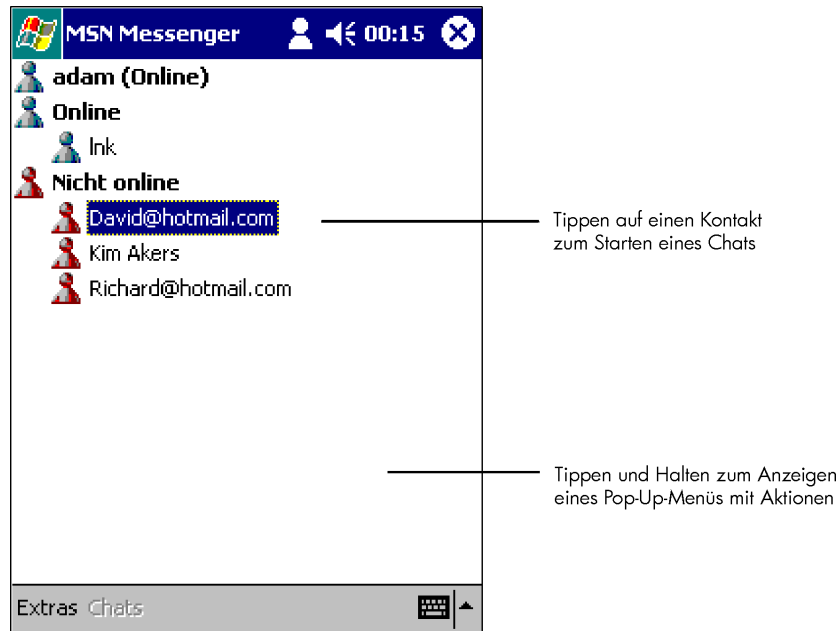 MSN Messenger 00:15
adam (Online)
Online
lnk
Nicht online
David@hotmail.com
Kim Akers
Richard@hotmail.com
Tippen auf einen Kontakt
zum Starten eines Chats
Tippen und Halten zum Anzeigen
eines Pop-Up-Menüs mit Aktionen
Extras Chats